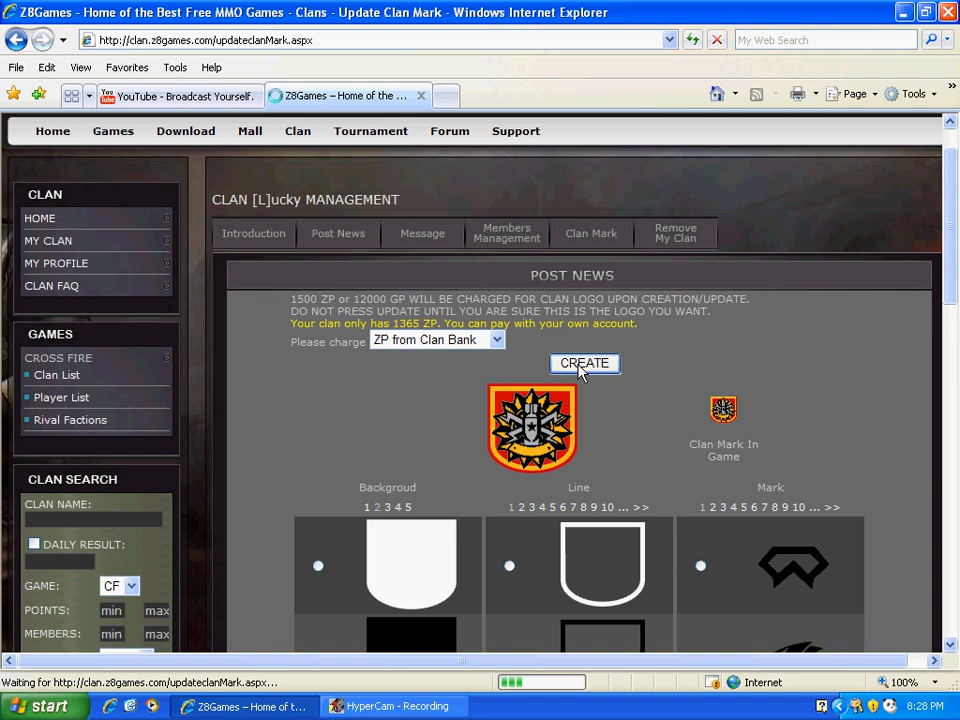 Z8Games - Home of the Best Free MMO Games - Clans - Update Clan Mark - Windows Internet Explorer
http://clan.z8games.com/updateclanMark.aspx
My Web Search
File Edit View Favorites Tools Help
YouTube - Broadcast Yourself.
Z8Games – Home of the ...
Page Tools
Home Games Download Mall Clan Tournament Forum Support
CLAN
HOME
MY CLAN
MY PROFILE
CLAN FAQ
GAMES
CROSS FIRE
Clan List
Player List
Rival Factions
CLAN SEARCH
CLAN NAME:
DAILY RESULT:
GAME: CF
POINTS: min max
MEMBERS: min max
CLAN [L]ucky MANAGEMENT
Introduction Post News Message Members Management Clan Mark Remove My Clan
POST NEWS
1500 ZP or 12000 GP WILL BE CHARGED FOR CLAN LOGO UPON CREATION/UPDATE.
DO NOT PRESS UPDATE UNTIL YOU ARE SURE THIS IS THE LOGO YOU WANT.
Your clan only has 1365 ZP. You can pay with your own account.
Please charge ZP from Clan Bank
CREATE
Clan Mark In
Game
Backgroud Line Mark
1 2 3 4 5 1 2 3 4 5 6 7 8 9 10 ... >> 1 2 3 4 5 6 7 8 9 10 ... >>
Waiting for http://clan.z8games.com/updateclanMark.aspx...
Internet
100%
start
Z8Games – Home of t...
HyperCam - Recording
8:28 PM